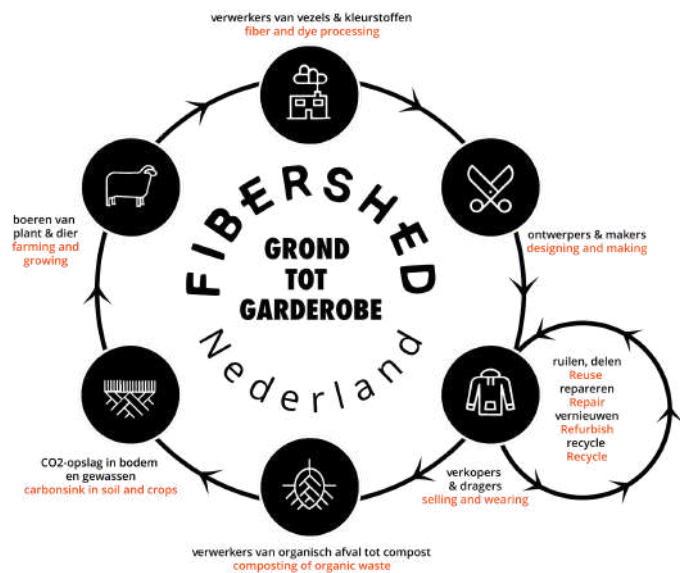 verwerkers van vezels & kleurstoffen
fiber and dye processing
boeren van
plant & dier
farming and
growing
ontwerpers & makers
designing and making
FIBERSHED
GROND
TOT
GARDEROBE
Nederland
ruilen, delen
Reuse
repareren
Repair
vernieuwen
Refurbish
recycle
Recycle
verkopers
& dragers
selling and wearing
CO2-opslag in bodem
en gewassen
carbonsink in soil and crops
verwerkers van organisch afval tot compost
composting of organic waste